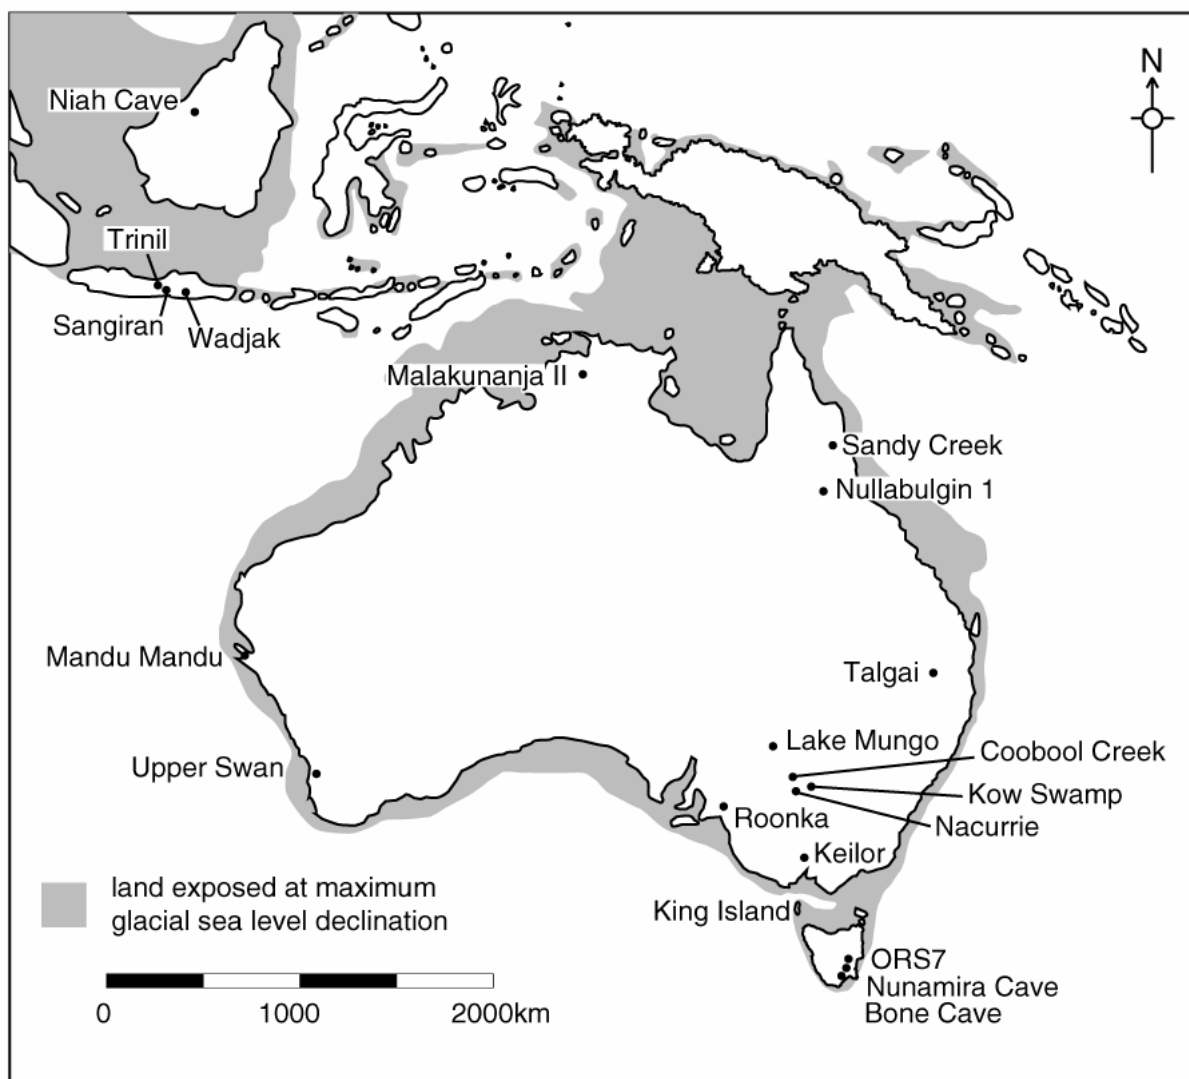 N
Niah Cave
Trinil
Sangiran
Wadjak
Malakunanja II
Sandy Creek
Nullabulgin 1
Mandu Mandu
Talgai
Lake Mungo
Coobool Creek
Upper Swan
Kow Swamp
Roonka
Nacurrie
Keilor
land exposed at maximum
glacial sea level declination
King Island
ORS7
Nunamira Cave
Bone Cave
0 1000 2000km